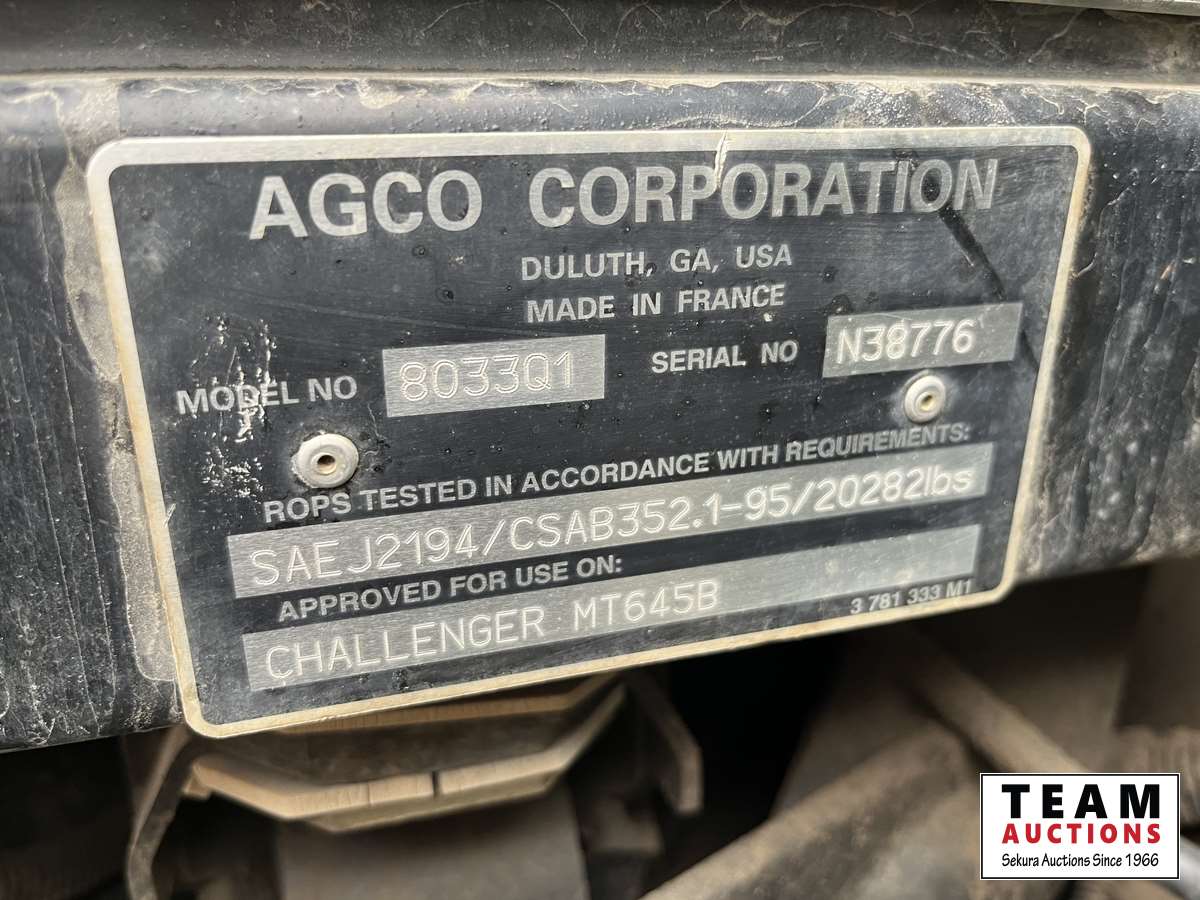 AGCO CORPORATION
DULUTH, GA, USA
MADE IN FRANCE
MODEL NO 8033Q1 SERIAL NO N38776
ROPS TESTED IN ACCORDANCE WITH REQUIREMENTS:
SAEJ2194/CSAB352.1-95/20282lbs
APPROVED FOR USE ON:
CHALLENGER MT645B
3 781 333 M1
TEAM
AUCTIONS
Sekura Auctions Since 1966